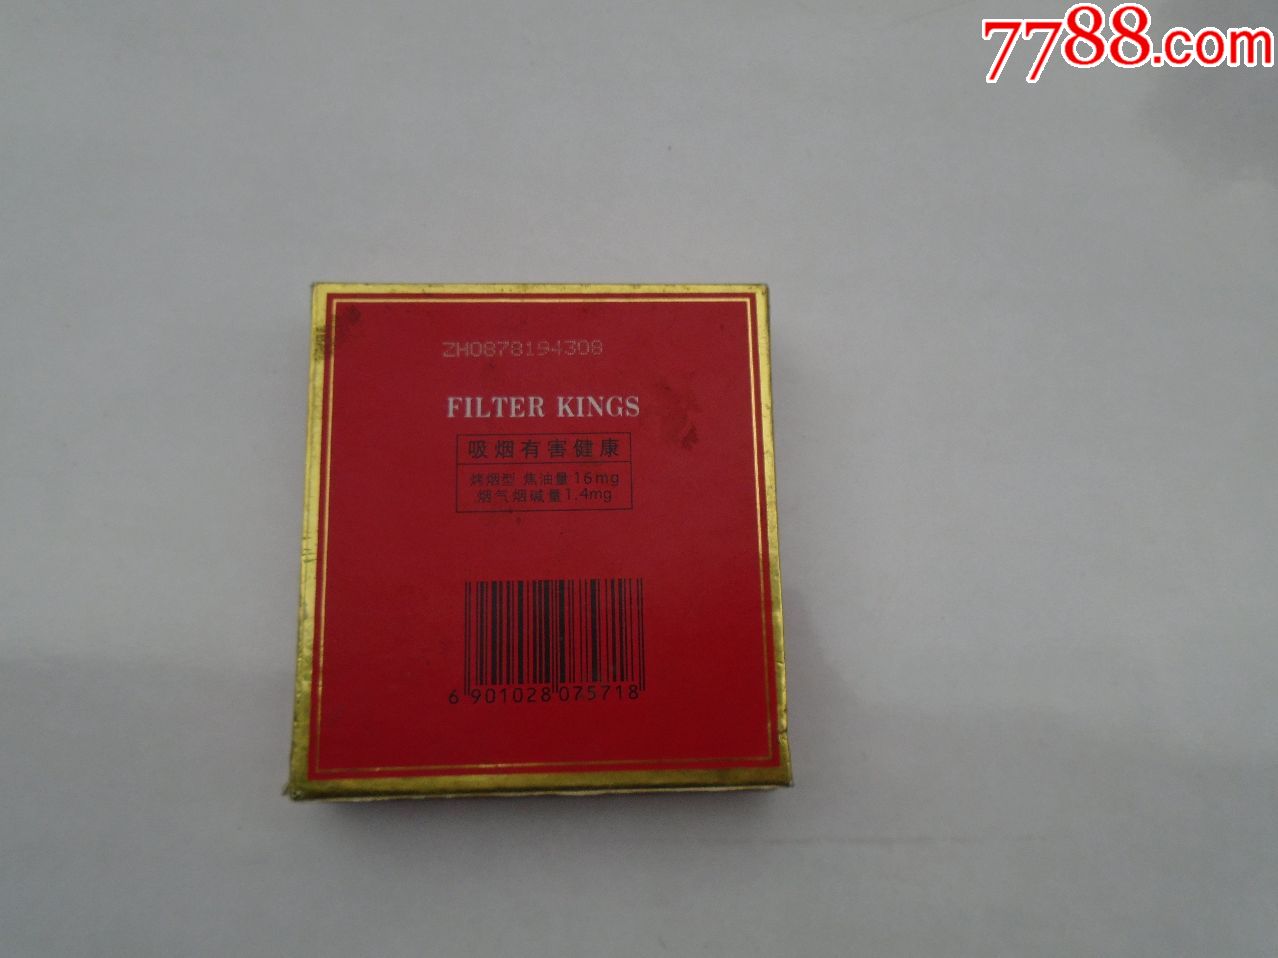 7788.com
ZH0878194308
FILTER KINGS
吸烟有害健康
烤烟型 焦油量16mg
烟气烟碱量1.4mg
6 901028 075718